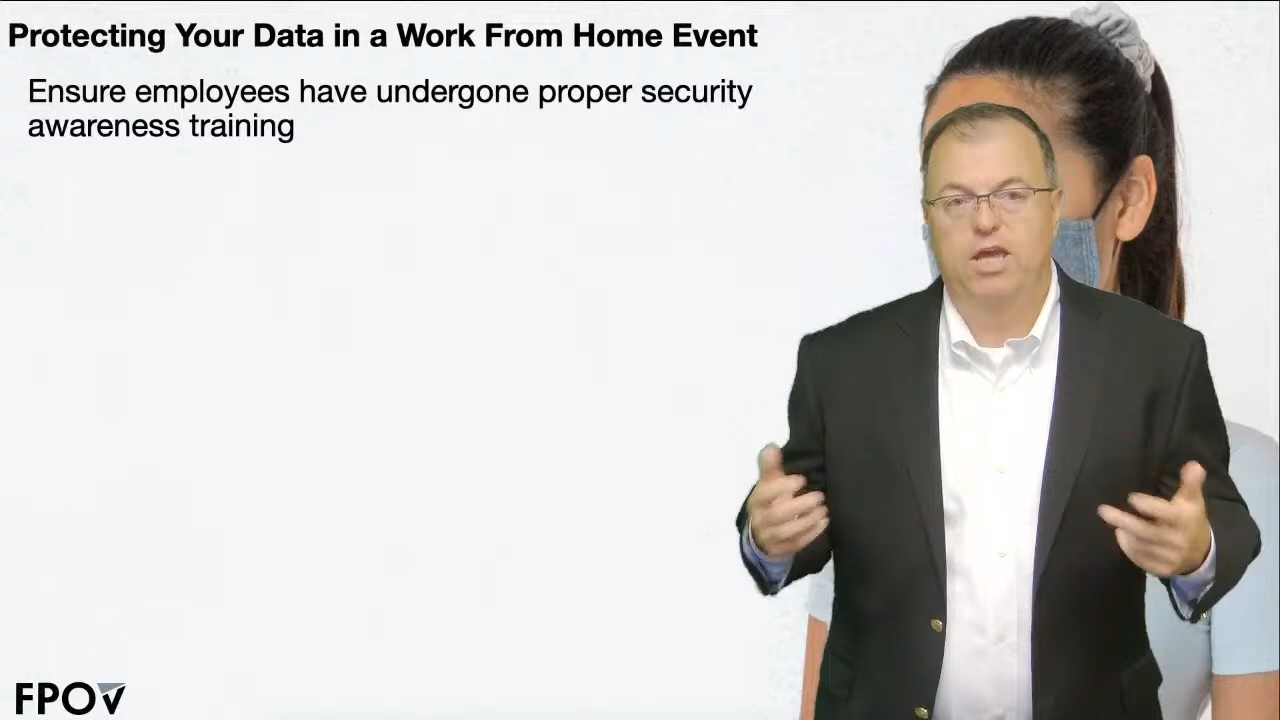 Protecting Your Data in a Work From Home Event
Ensure employees have undergone proper security
awareness training
FPOV